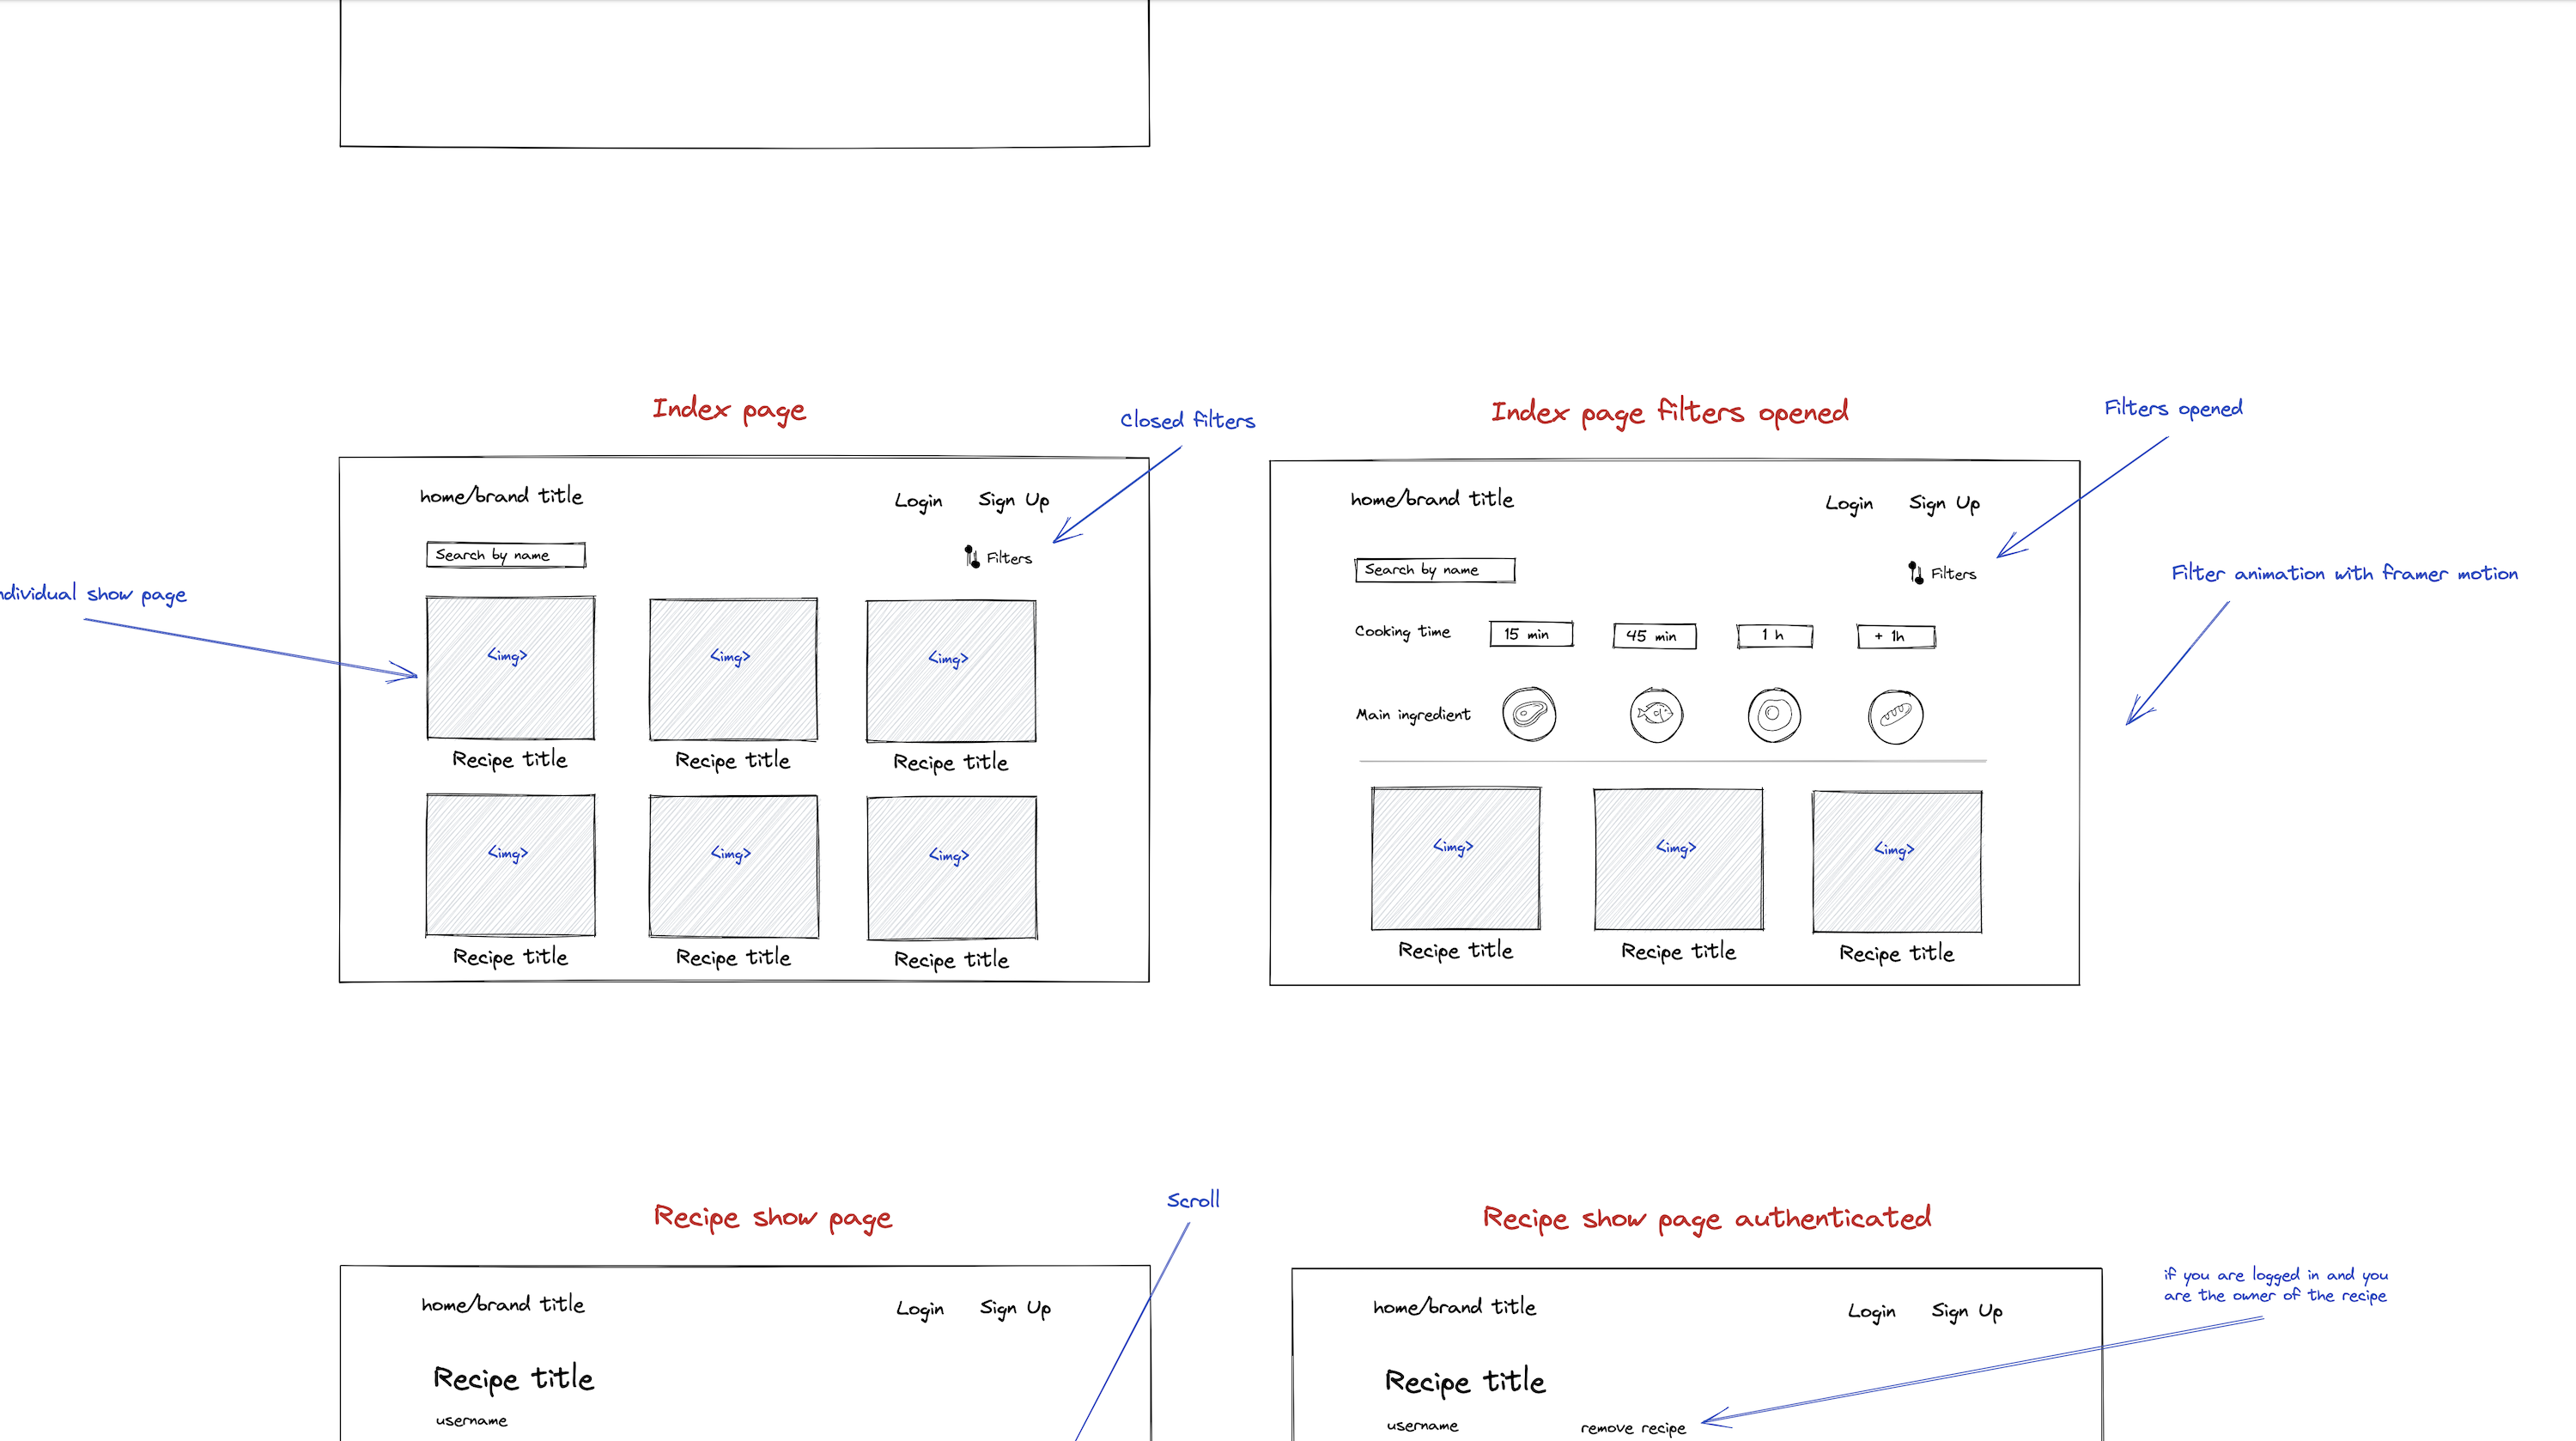 Index page
Closed filters
Index page filters opened
Filters opened
home/brand title
Login Sign Up
Search by name
Filters
show page
<img> <img> <img>
Recipe title Recipe title Recipe title
<img> <img> <img>
Recipe title Recipe title Recipe title
home/brand title
Login Sign Up
Search by name
Filters
Filter animation with framer motion
Cooking time 15 min 45 min 1 h + 1h
Main ingredient
<img> <img> <img>
Recipe title Recipe title Recipe title
Recipe show page
Scroll
Recipe show page authenticated
home/brand title
Login Sign Up
Recipe title
username
home/brand title
Login Sign Up
if you are logged in and you
are the owner of the recipe
Recipe title
username remove recipe